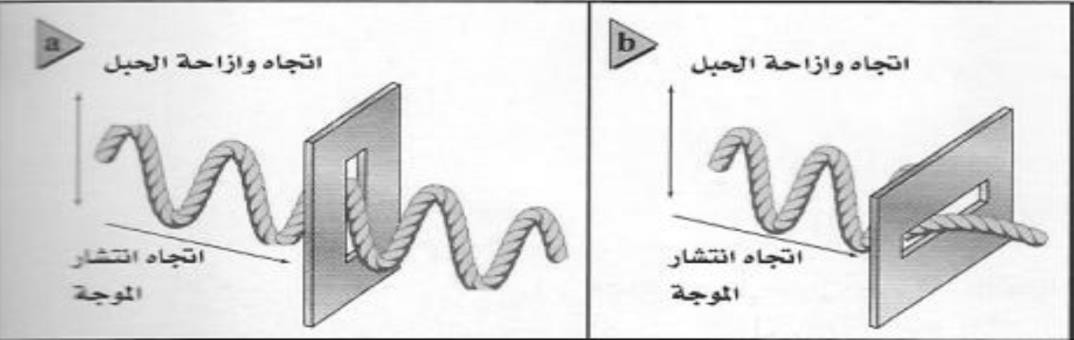 a
اتجاه وازاحة الحبل
اتجاه انتشار
الموجة
b
اتجاه وازاحة الحبل
اتجاه انتشار
الموجة